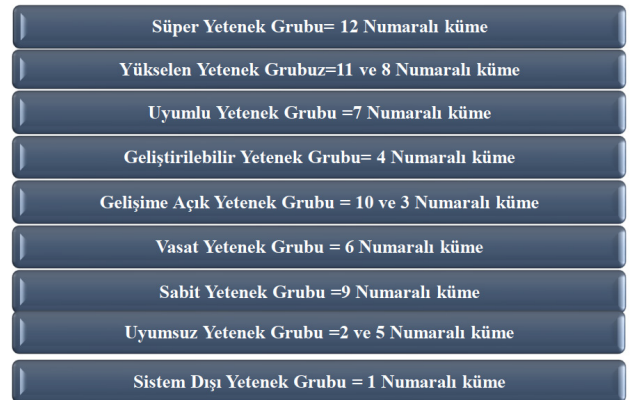 Süper Yetenek Grubu= 12 Numaralı küme
Yükselen Yetenek Grubuz=11 ve 8 Numaralı küme
Uyumlu Yetenek Grubu =7 Numaralı küme
Geliştirilebilir Yetenek Grubu= 4 Numaralı küme
Gelişime Açık Yetenek Grubu = 10 ve 3 Numaralı küme
Vasat Yetenek Grubu = 6 Numaralı küme
Sabit Yetenek Grubu =9 Numaralı küme
Uyumsuz Yetenek Grubu =2 ve 5 Numaralı küme
Sistem Dışı Yetenek Grubu = 1 Numaralı küme